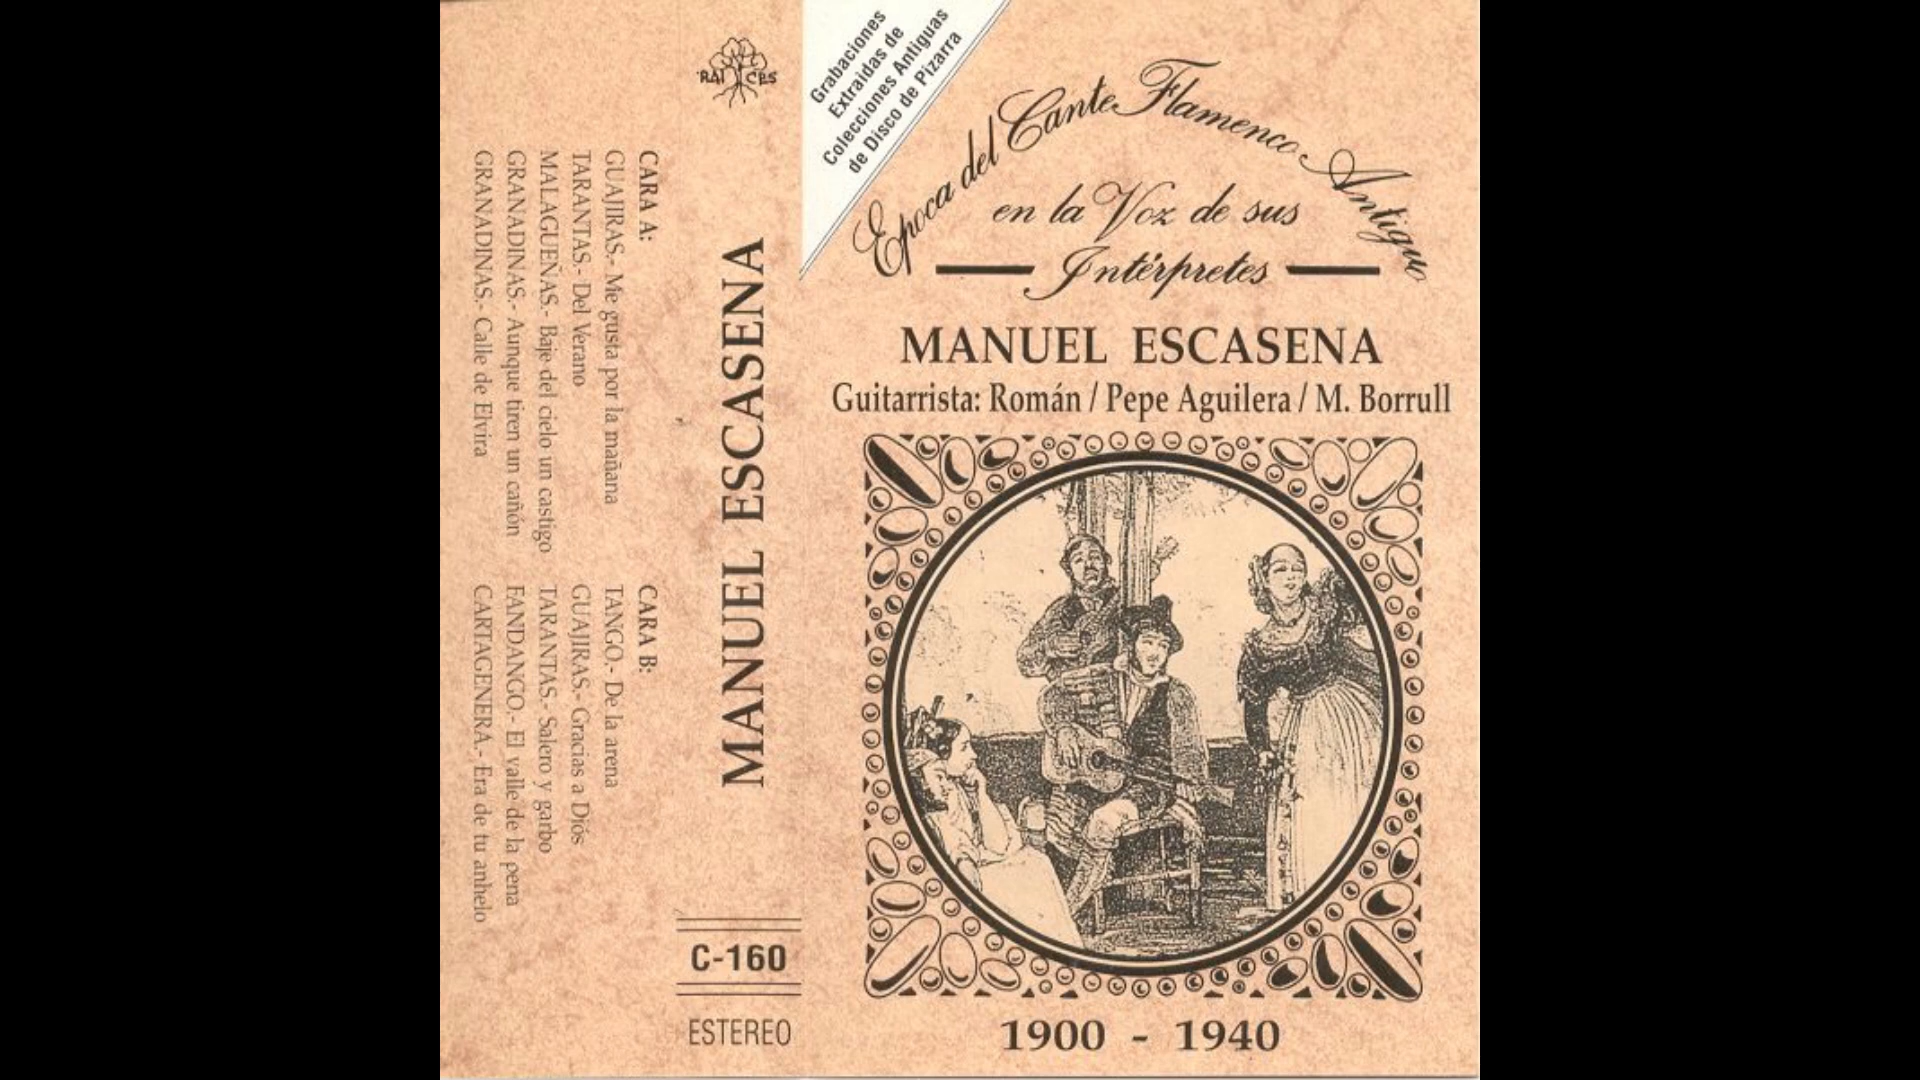 Grabaciones
Extraidas de
Colecciones Antiguas
de Disco de Pizarra
Epoca del Cante Flamenco Antiguo
en la Voz de sus
Intérpretes
MANUEL ESCASENA
Guitarrista: Román / Pepe Aguilera / M. Borrull
1900 - 1940
RAICES
MANUEL ESCASENA
C-160
ESTEREO
CARA A:
GUAJIRAS.- Me gusta por la mañana
TARANTAS.- Del Verano
MALAGUEÑAS.- Baje del cielo un castigo
GRANADINAS.- Aunque tiren un cañón
GRANADINAS.- Calle de Elvira
CARA B:
TANGO.- De la arena
GUAJIRAS.- Gracias a Diós
TARANTAS.- Salero y garbo
FANDANGO.- El valle de la pena
CARTAGENERA.- Era de tu anhelo